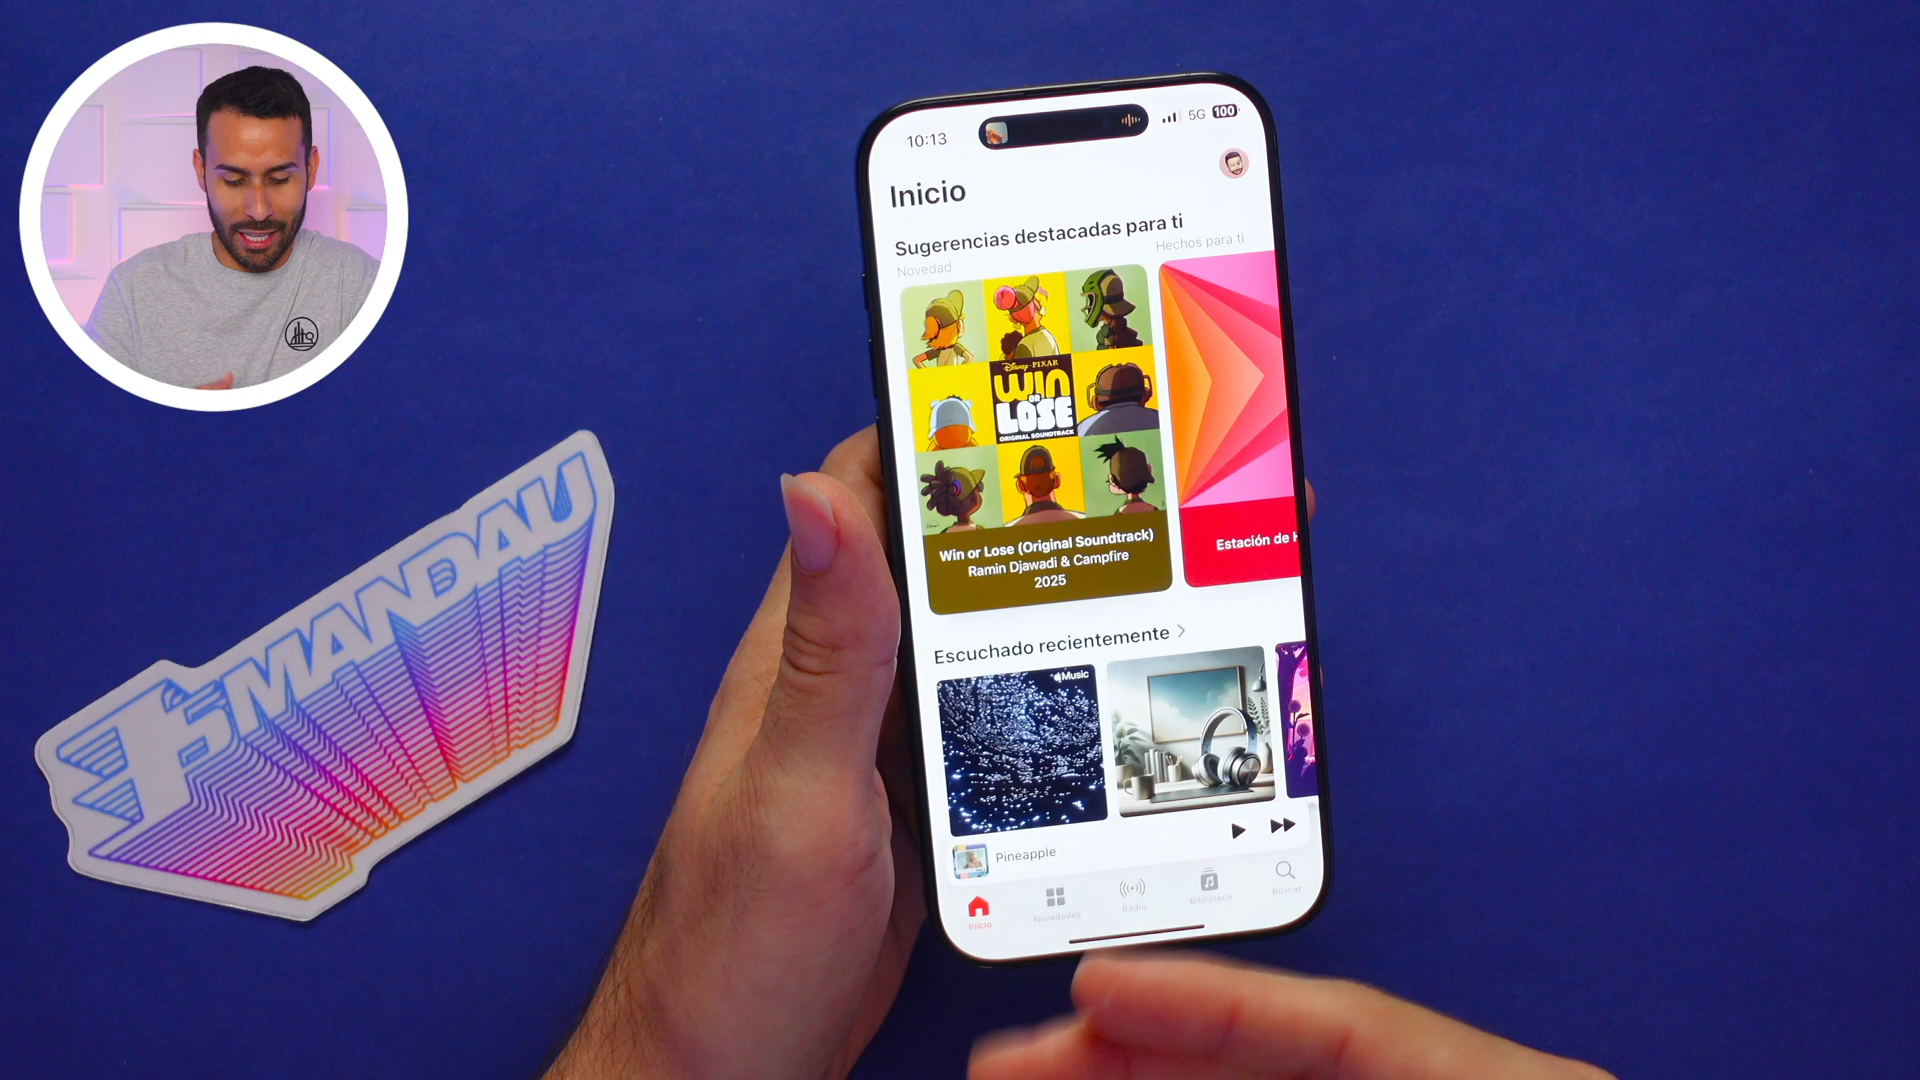 10:13
5G
100
Inicio
Sugerencias destacadas para ti
Novedad
Hechos para ti
Disney · PIXAR
WIN
OR
LOSE
ORIGINAL SOUNDTRACK
Win or Lose (Original Soundtrack)
Ramin Djawadi & Campfire
2025
Estación de H
Escuchado recientemente
Music
Pineapple
Inicio
Novedades
Radio
Biblioteca
Buscar
TSMANDAU